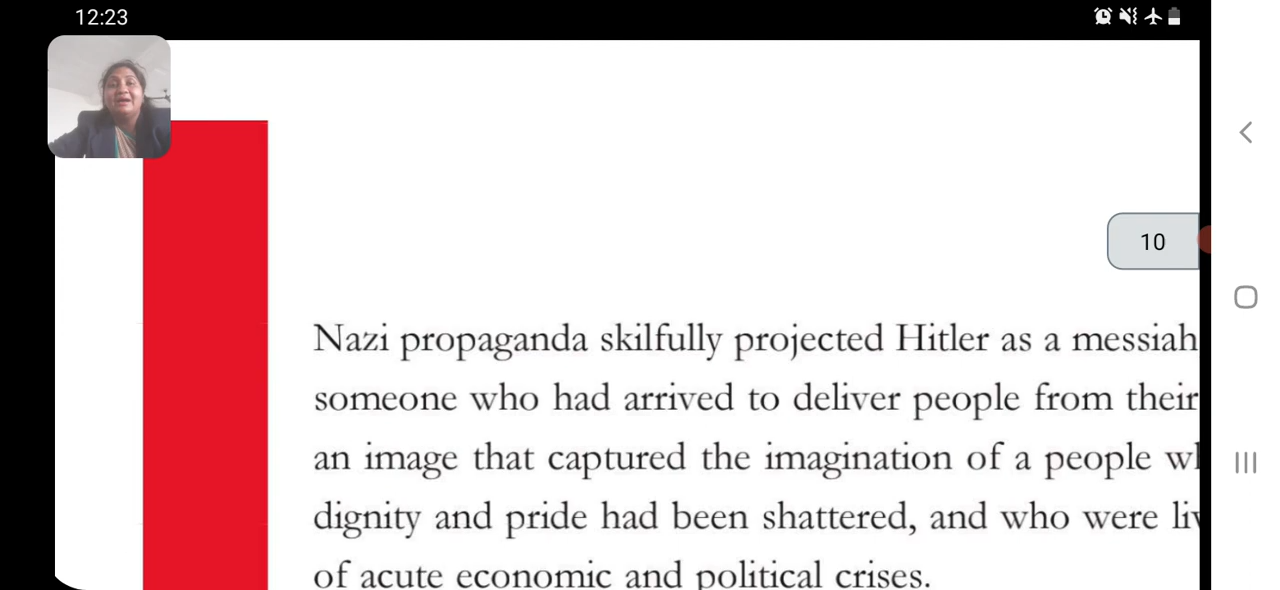 12:23
10
Nazi propaganda skilfully projected Hitler as a messiah
someone who had arrived to deliver people from their
an image that captured the imagination of a people
dignity and pride had been shattered, and who were
of acute economic and political crises.